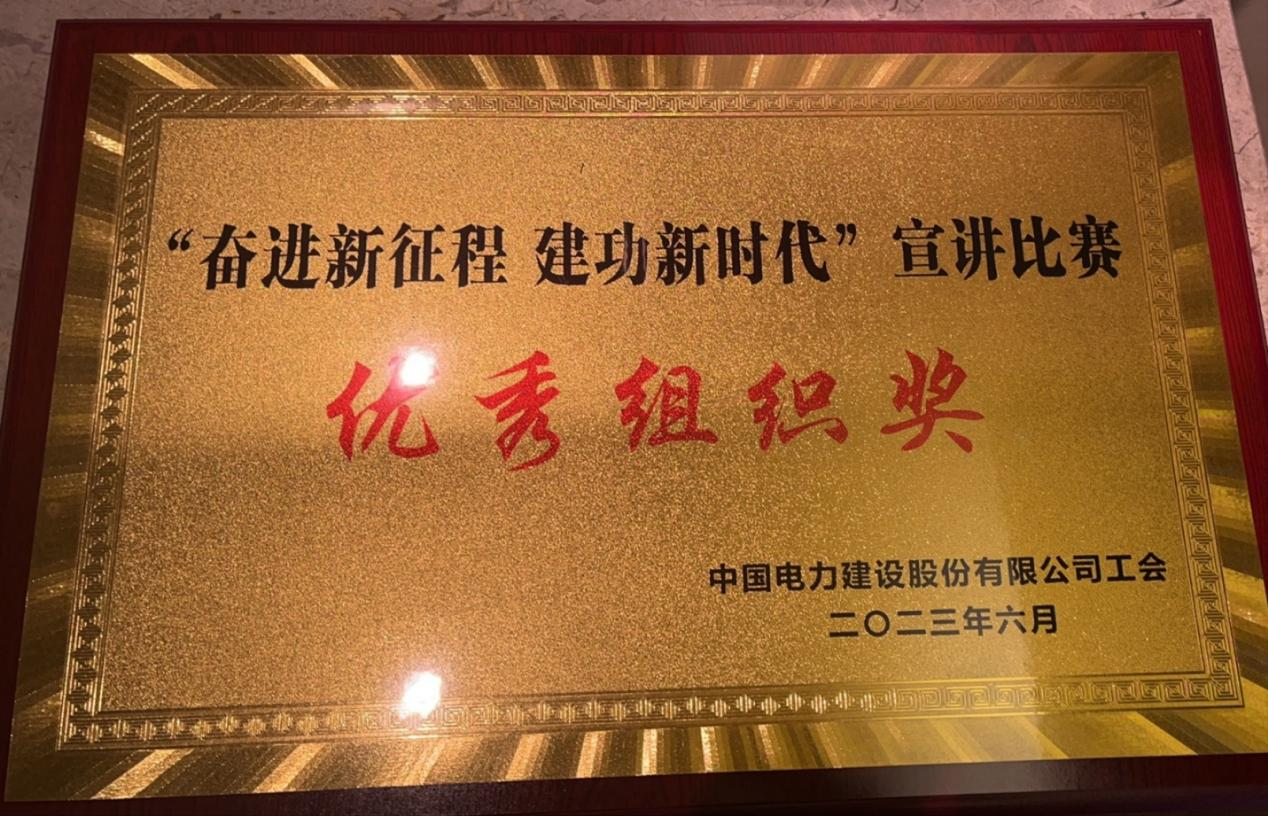 “奋进新征程 建功新时代”宣讲比赛
优秀组织奖
中国电力建设股份有限公司工会
二〇二三年六月